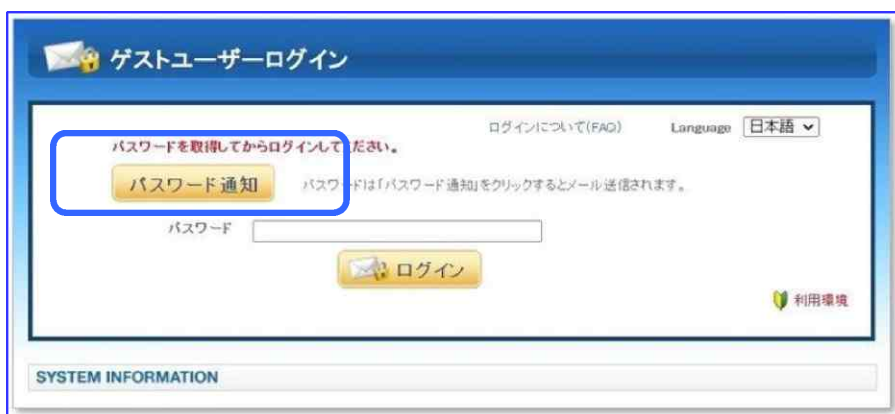 ゲストユーザーログイン
ログインについて(FAQ) Language 日本語
パスワードを取得してからログインしてください。
パスワード通知 パスワードは「パスワード通知」をクリックするとメール送信されます。
パスワード
ログイン
利用環境
SYSTEM INFORMATION